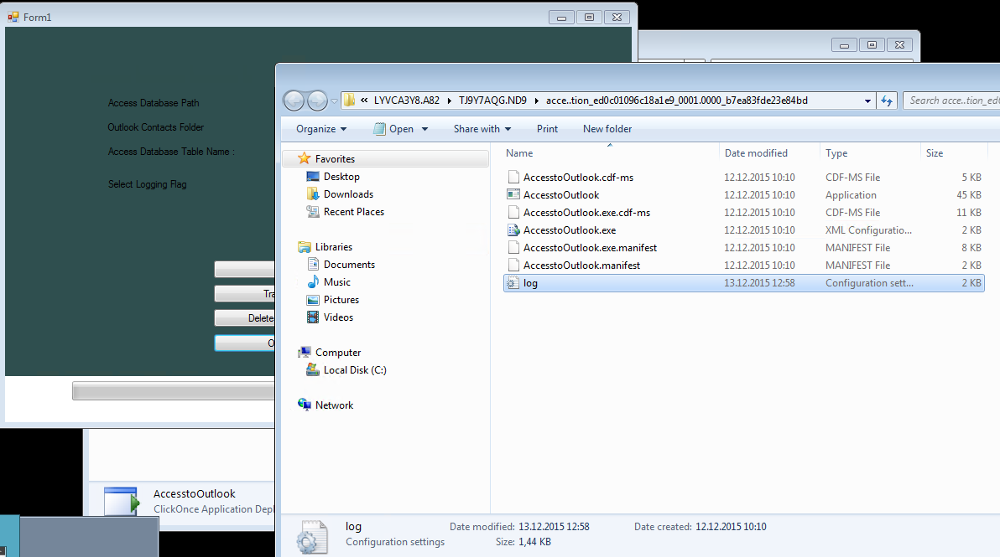 Form1
Access Database Path
Outlook Contacts Folder
Access Database Table Name :
Select Logging Flag
Tra
Delete
O
AccesstoOutlook
ClickOnce Application Depl
« LYVCA3Y8.A82 TJ9Y7AQG.ND9 acce..tion_ed0c01096c18a1e9_0001.0000_b7ea83fde23e84bd
Search acce..tion_ed0
Organize Open Share with Print New folder
Favorites
Desktop
Downloads
Recent Places
Libraries
Documents
Music
Pictures
Videos
Computer
Local Disk (C:)
Network
Name Date modified Type Size
AccesstoOutlook.cdf-ms 12.12.2015 10:10 CDF-MS File 5 KB
AccesstoOutlook 12.12.2015 10:10 Application 45 KB
AccesstoOutlook.exe.cdf-ms 12.12.2015 10:10 CDF-MS File 11 KB
AccesstoOutlook.exe 12.12.2015 10:10 XML Configuratio... 2 KB
AccesstoOutlook.exe.manifest 12.12.2015 10:10 MANIFEST File 8 KB
AccesstoOutlook.manifest 12.12.2015 10:10 MANIFEST File 2 KB
log 13.12.2015 12:58 Configuration sett... 2 KB
log Date modified: 13.12.2015 12:58 Date created: 12.12.2015 10:10
Configuration settings Size: 1,44 KB